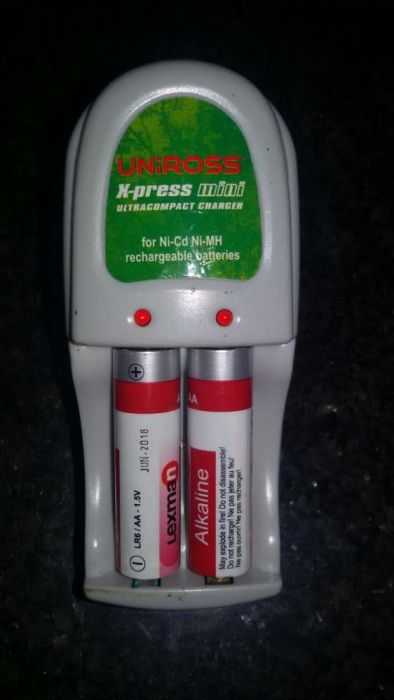 UNiROSS
X-press mini
ULTRACOMPACT CHARGER
for Ni-Cd Ni-MH
rechargeable batteries
AA
LR6 / AA - 1.5V
JUN-2018
Lexman
Alkaline
May explode in fire! Do not disassemble!
Do not recharge! Ne pas jeter au feu!
Ne pas ouvrir! Ne pas recharger!